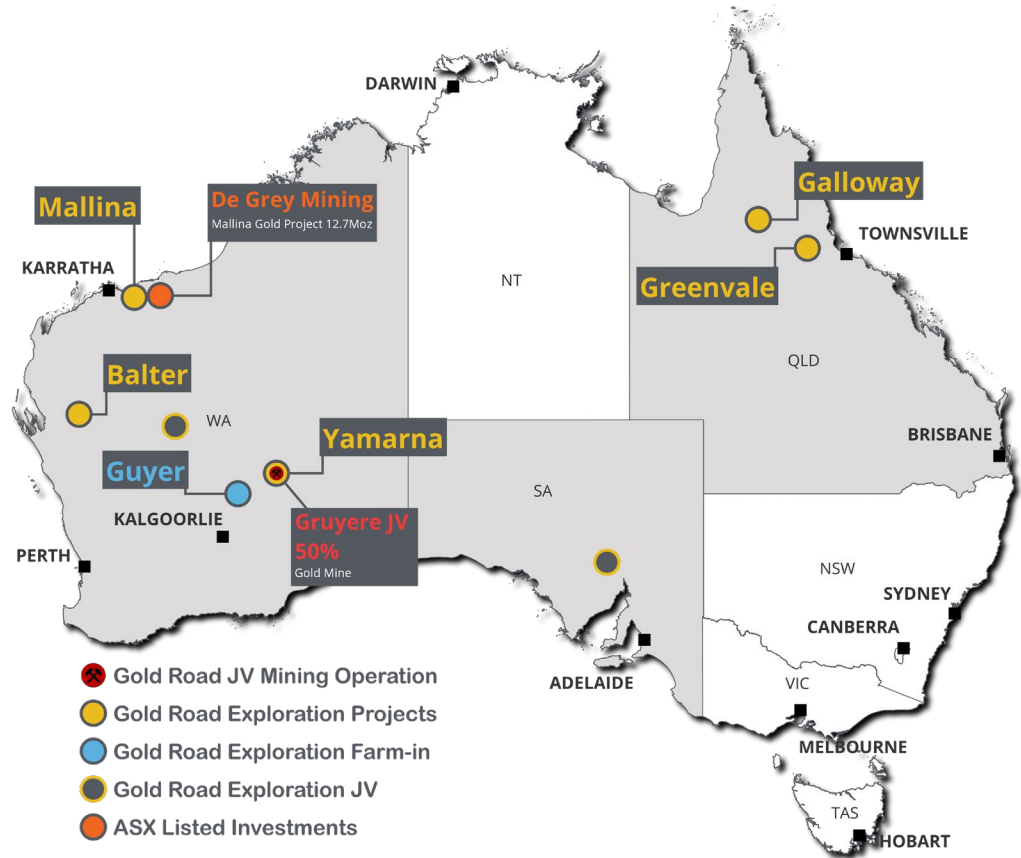 DARWIN
Galloway
De Grey Mining
Mallina Gold Project 12.7Moz
Mallina
TOWNSVILLE
KARRATHA
NT
Greenvale
QLD
Balter
WA
Yamarna
BRISBANE
Guyer
SA
KALGOORLIE
Gruyere JV
50%
Gold Mine
PERTH
NSW
SYDNEY
CANBERRA
ADELAIDE
VIC
MELBOURNE
TAS
HOBART
Gold Road JV Mining Operation
Gold Road Exploration Projects
Gold Road Exploration Farm-in
Gold Road Exploration JV
ASX Listed Investments